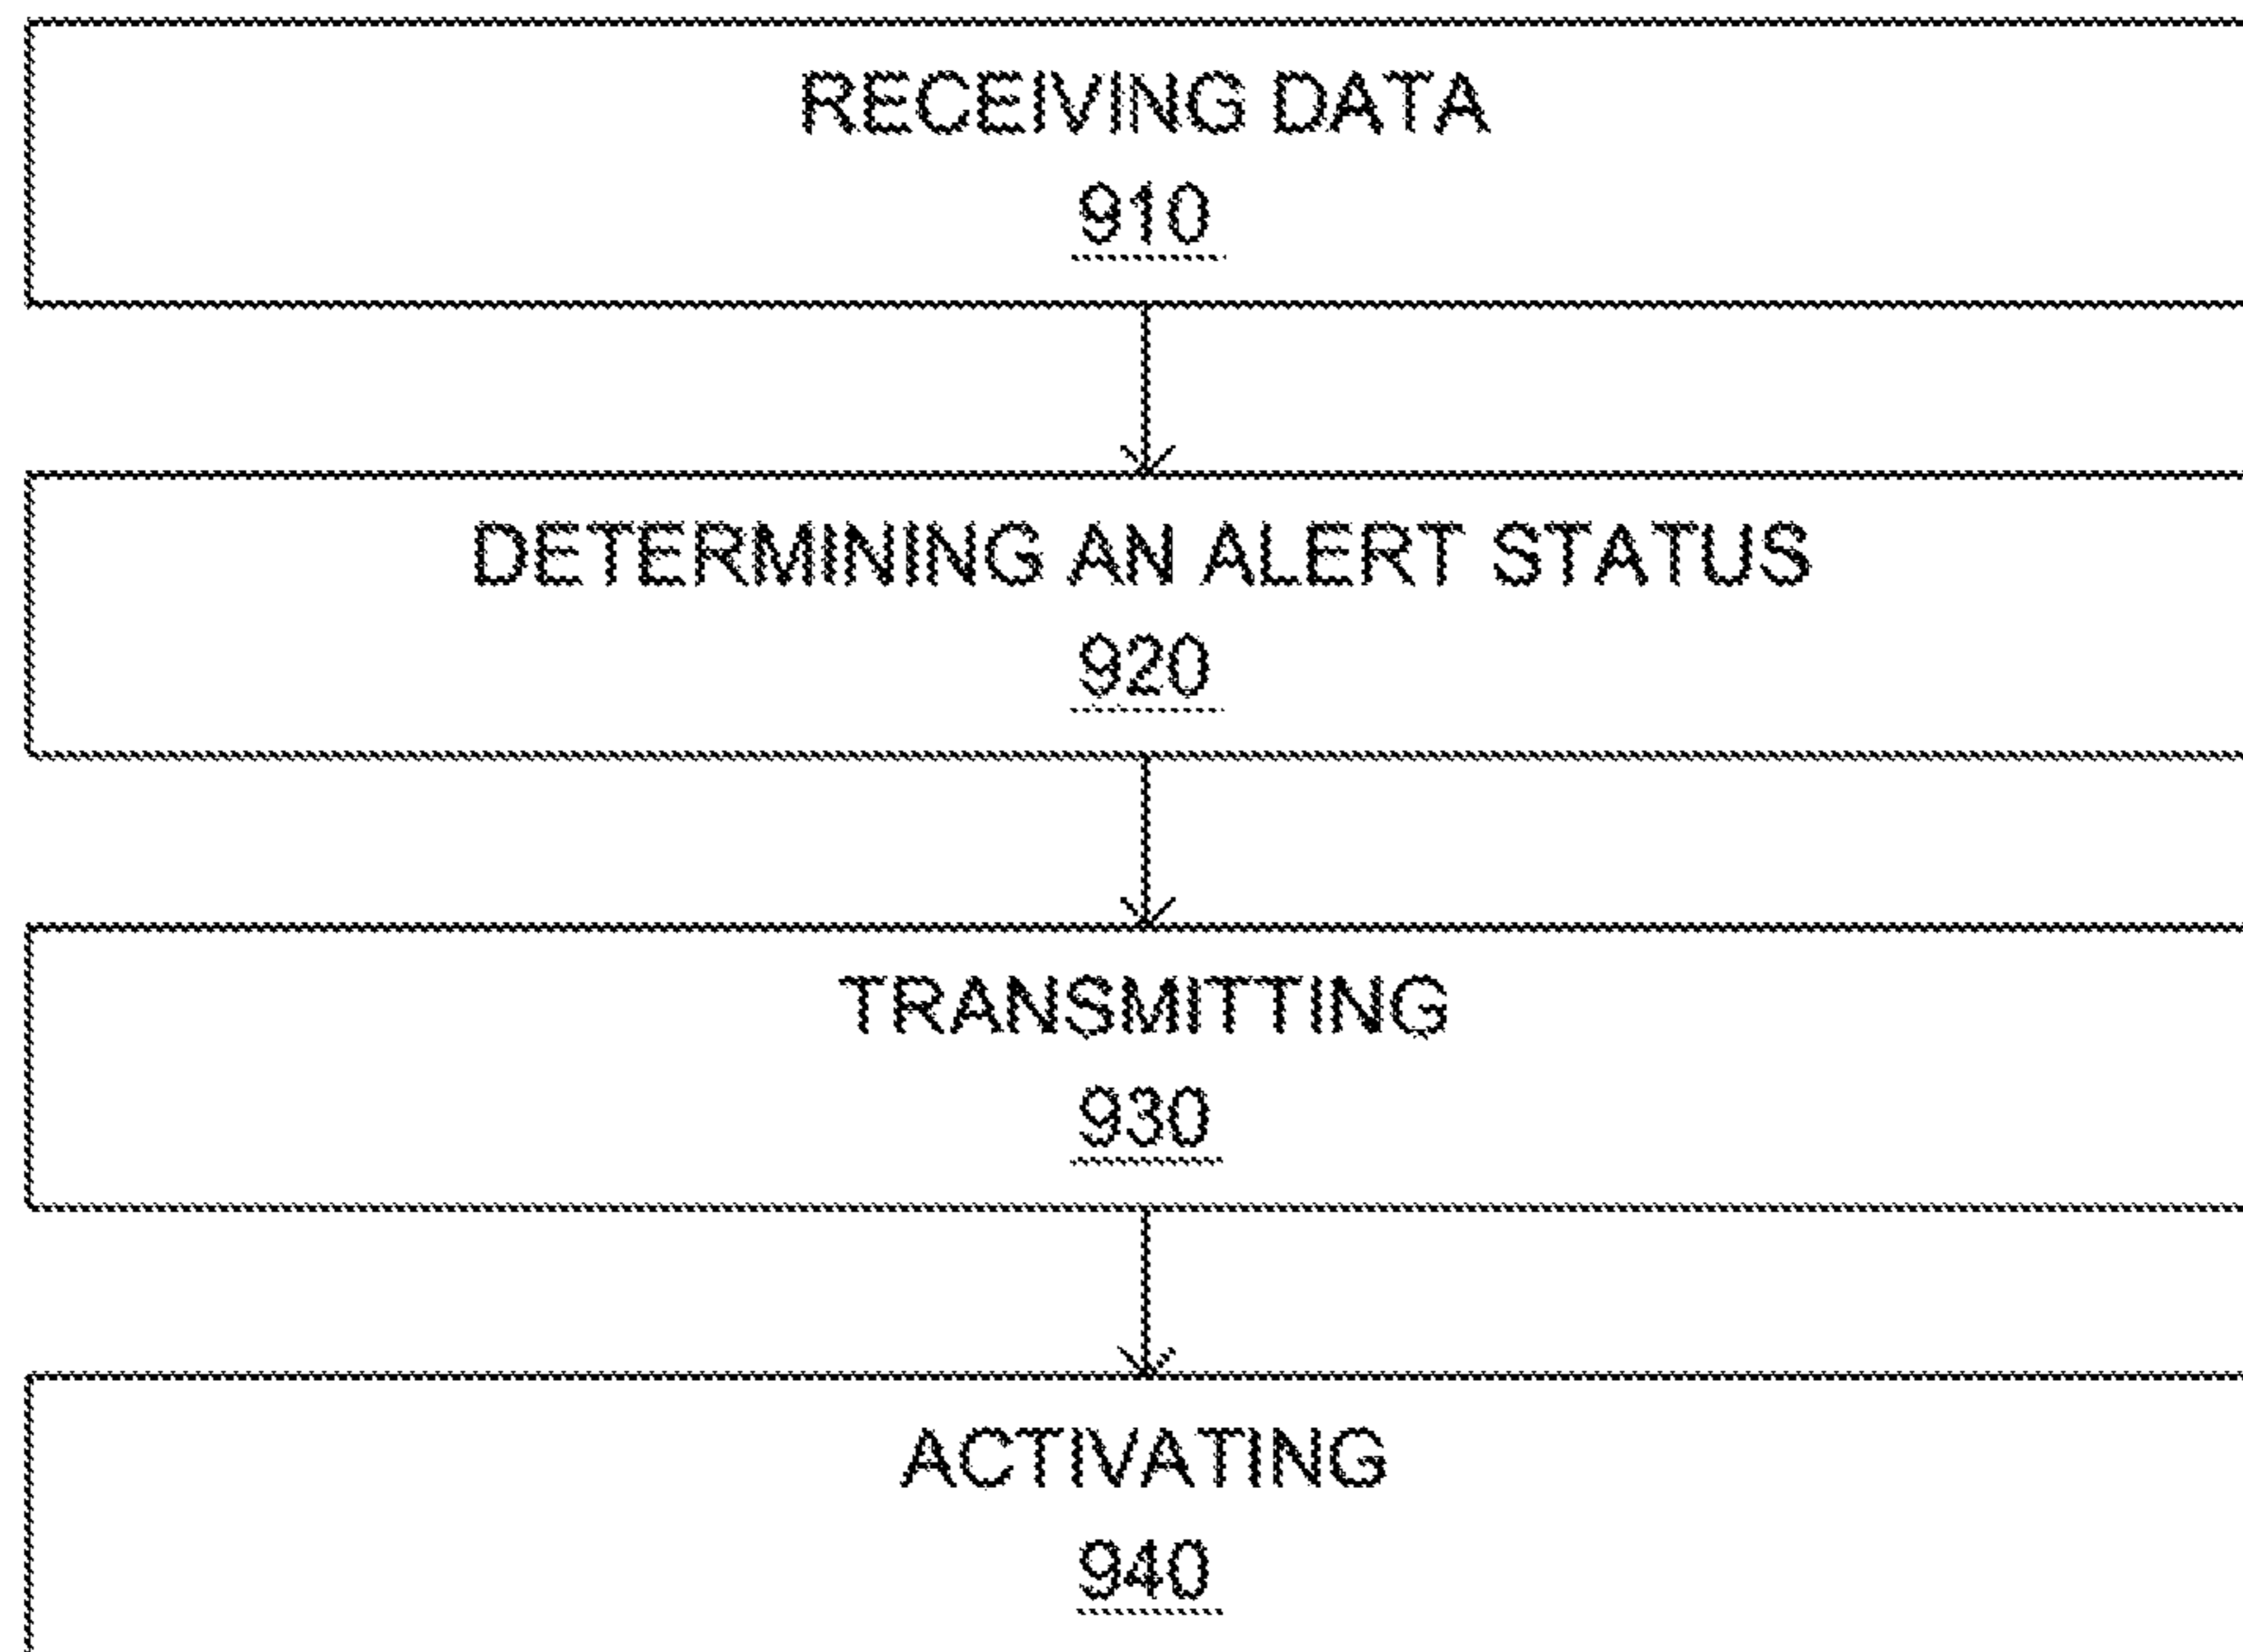 RECEIVING DATA
910
DETERMINING AN ALERT STATUS
920
TRANSMITTING
930
ACTIVATING
940